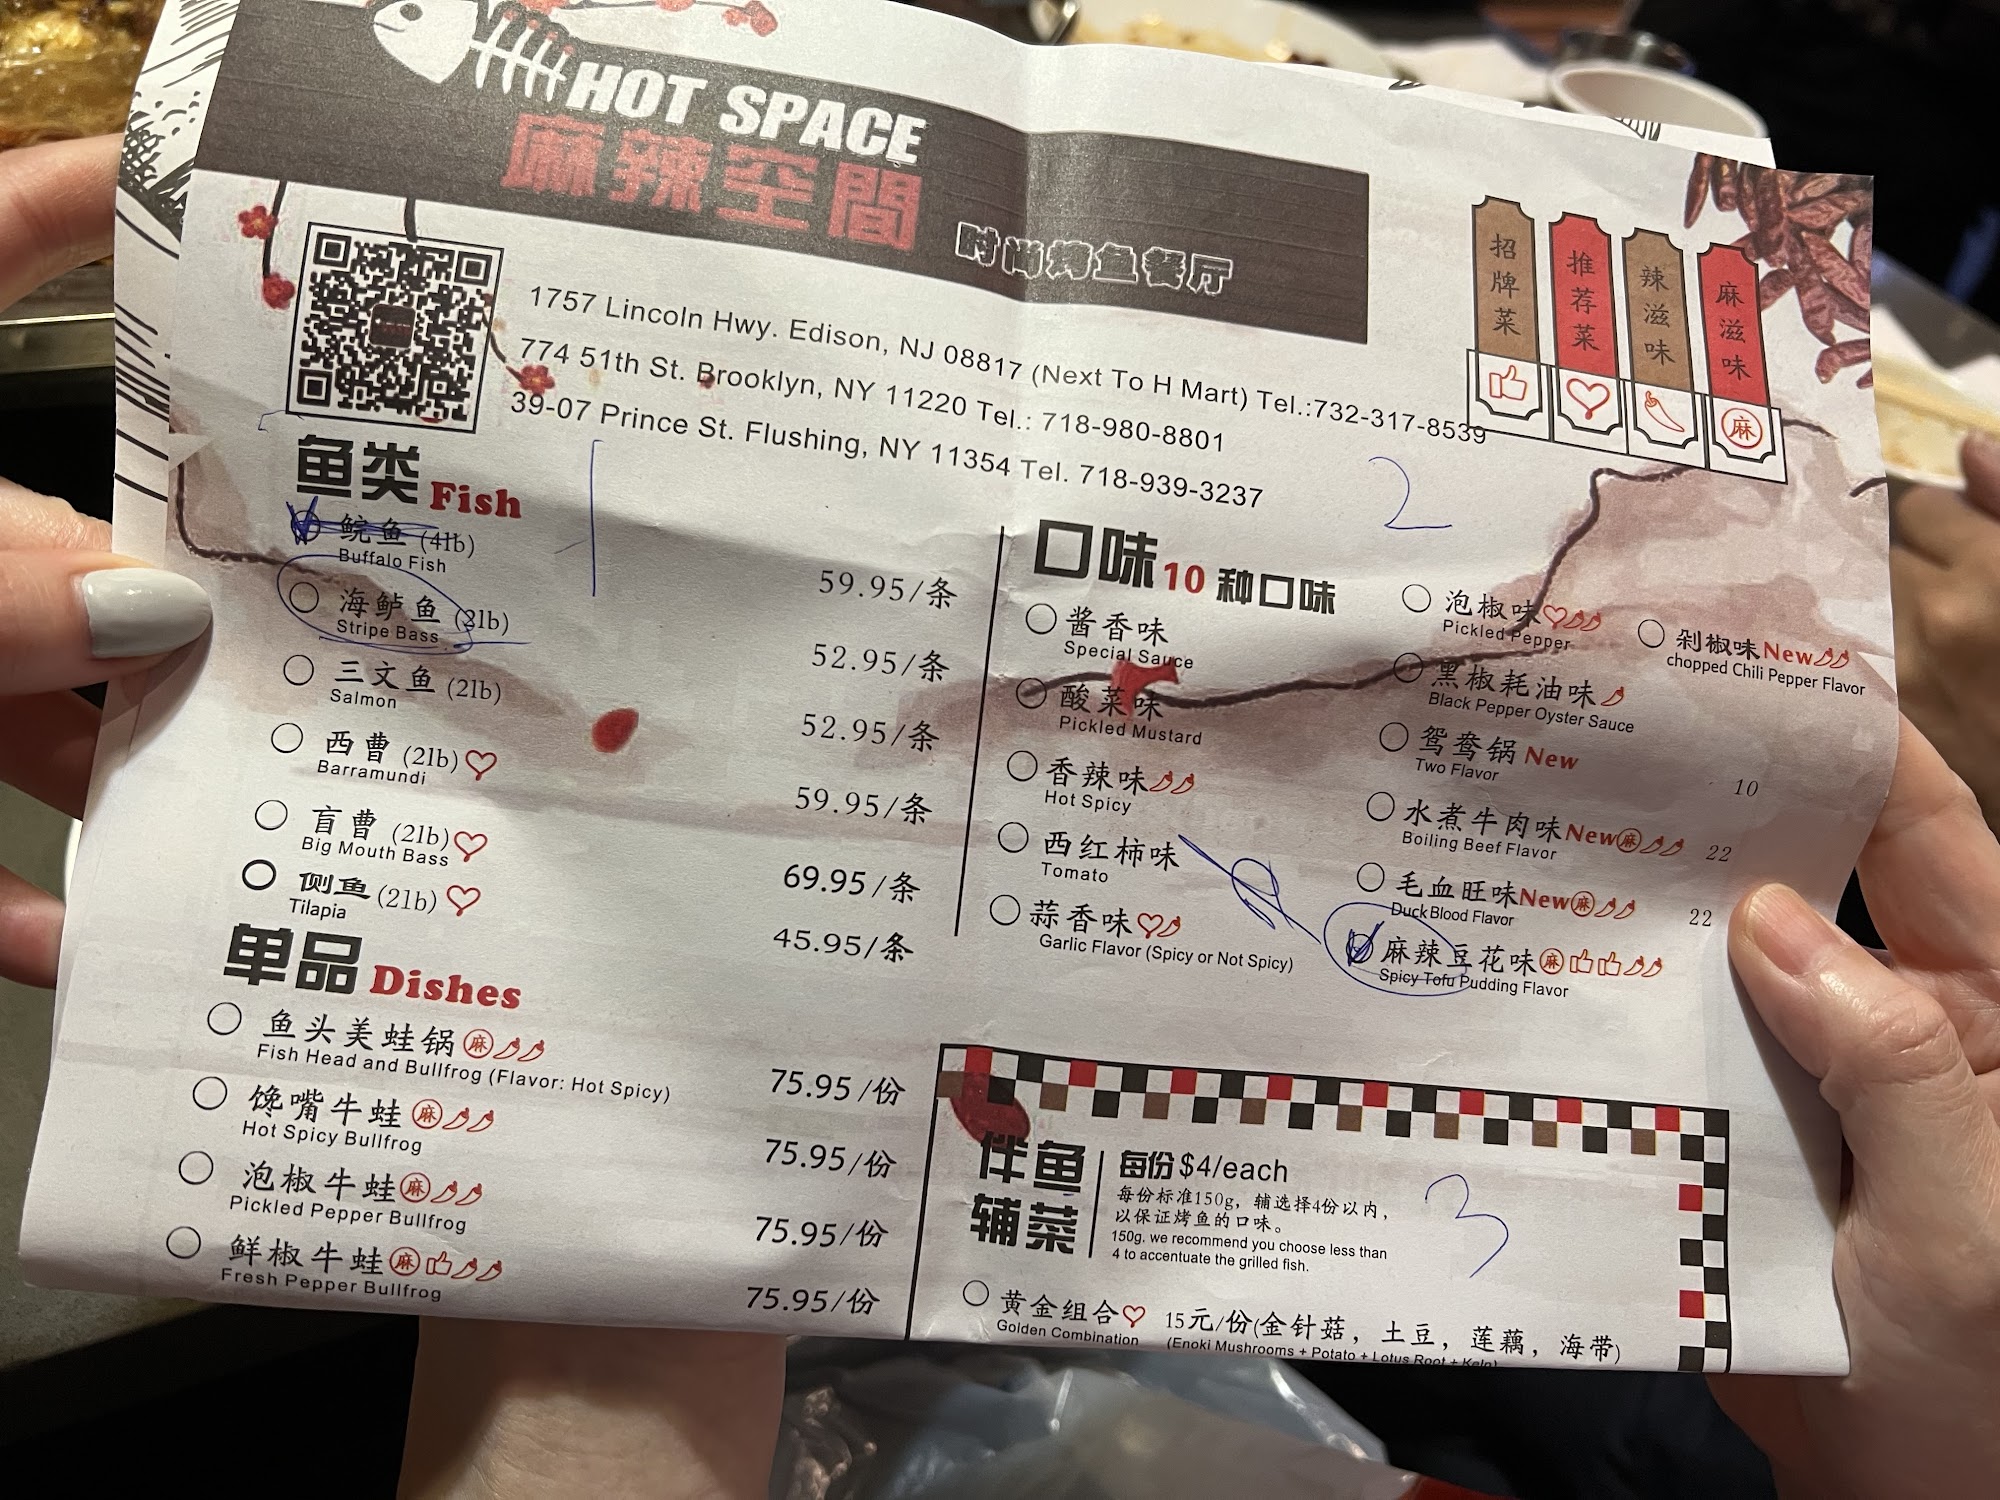 HOT SPACE
麻辣空間
时尚烤鱼餐厅
1757 Lincoln Hwy. Edison, NJ 08817 (Next To H Mart) Tel.:732-317-8539
774 51th St. Brooklyn, NY 11220 Tel.: 718-980-8801
39-07 Prince St. Flushing, NY 11354 Tel. 718-939-3237
招牌菜
推荐菜
辣滋味
麻滋味
麻
鱼类 Fish
1
鲩鱼 (4lb) 59.95/条
Buffalo Fish
海鲈鱼 (2lb) 52.95/条
Stripe Bass
三文鱼 (2lb) 52.95/条
Salmon
西曹 (2lb) 59.95/条
Barramundi
盲曹 (2lb) 69.95/条
Big Mouth Bass
侧鱼 (2lb) 45.95/条
Tilapia
单品 Dishes
鱼头美蛙锅 麻 75.95/份
Fish Head and Bullfrog (Flavor: Hot Spicy)
馋嘴牛蛙 麻 75.95/份
Hot Spicy Bullfrog
泡椒牛蛙 麻 75.95/份
Pickled Pepper Bullfrog
鲜椒牛蛙 麻 75.95/份
Fresh Pepper Bullfrog
2
口味 10 种口味
酱香味
Special Sauce
酸菜味
Pickled Mustard
香辣味
Hot Spicy
西红柿味
Tomato
蒜香味
Garlic Flavor (Spicy or Not Spicy)
泡椒味
Pickled Pepper
黑椒耗油味
Black Pepper Oyster Sauce
鸳鸯锅 New 10
Two Flavor
水煮牛肉味 New 麻 22
Boiling Beef Flavor
毛血旺味 New 麻 22
Duck Blood Flavor
麻辣豆花味 麻
Spicy Tofu Pudding Flavor
剁椒味 New
chopped Chili Pepper Flavor
伴鱼
辅菜
每份 $4/each
每份标准150g，辅选择4份以内，
以保证烤鱼的口味。
150g. we recommend you choose less than
4 to accentuate the grilled fish.
3
黄金组合 15元/份(金针菇，土豆，莲藕，海带)
Golden Combination (Enoki Mushrooms + Potato + Lotus Root + Kelp)